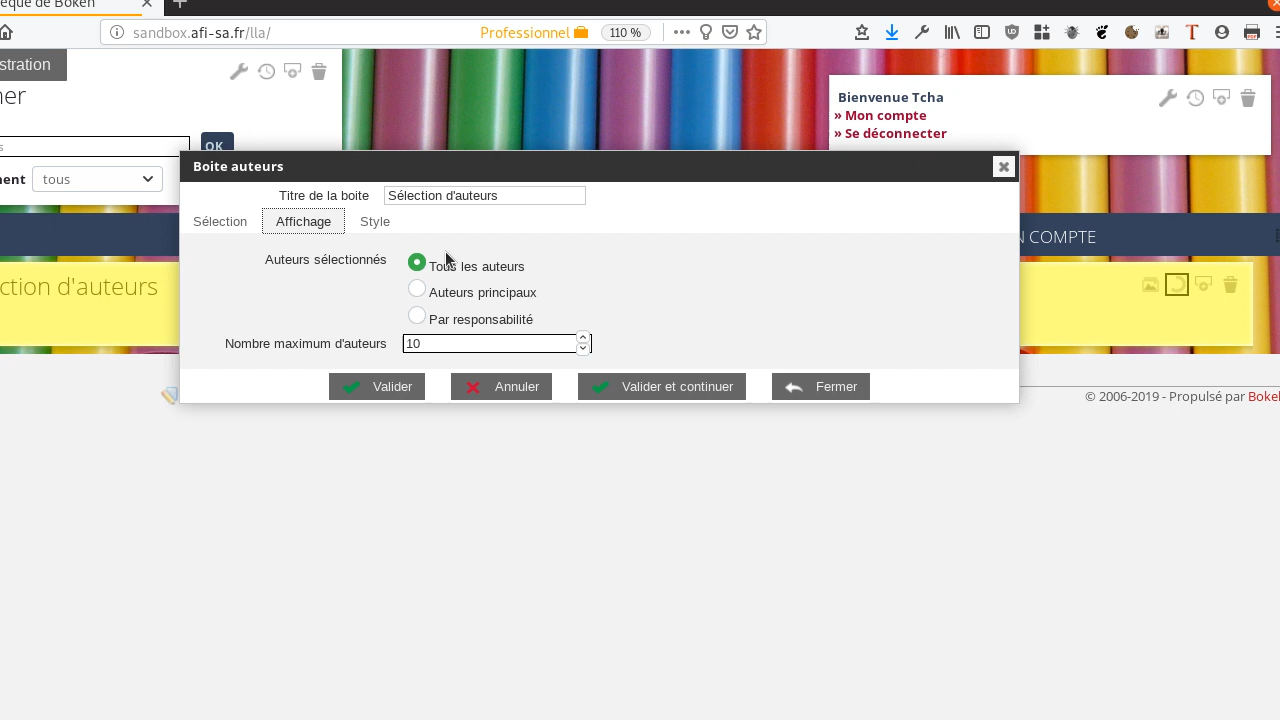 èque de Boken
sandbox.afi-sa.fr/lla/
Professionnel
110 %
stration
ner
OK
ment
tous
Bienvenue Tcha
» Mon compte
» Se déconnecter
Boite auteurs
Titre de la boite
Sélection d'auteurs
Sélection
Affichage
Style
N COMPTE
ction d'auteurs
Auteurs sélectionnés
Tous les auteurs
Auteurs principaux
Par responsabilité
Nombre maximum d'auteurs
10
Valider
Annuler
Valider et continuer
Fermer
© 2006-2019 - Propulsé par Bokeh